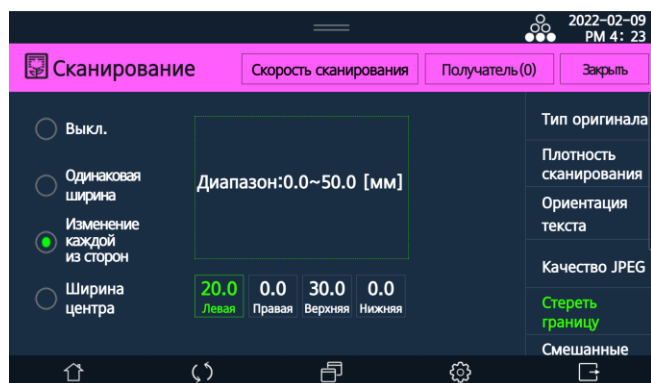 2022-02-09
PM 4: 23
Сканирование
Скорость сканирования
Получатель(0)
Закрыть
Выкл.
Одинаковая
ширина
Изменение
каждой
из сторон
Ширина
центра
Диапазон:0.0~50.0 [мм]
20.0 0.0 30.0 0.0
Левая Правая Верхняя Нижняя
Тип оригинала
Плотность
сканирования
Ориентация
текста
Качество JPEG
Стереть
границу
Смешанные